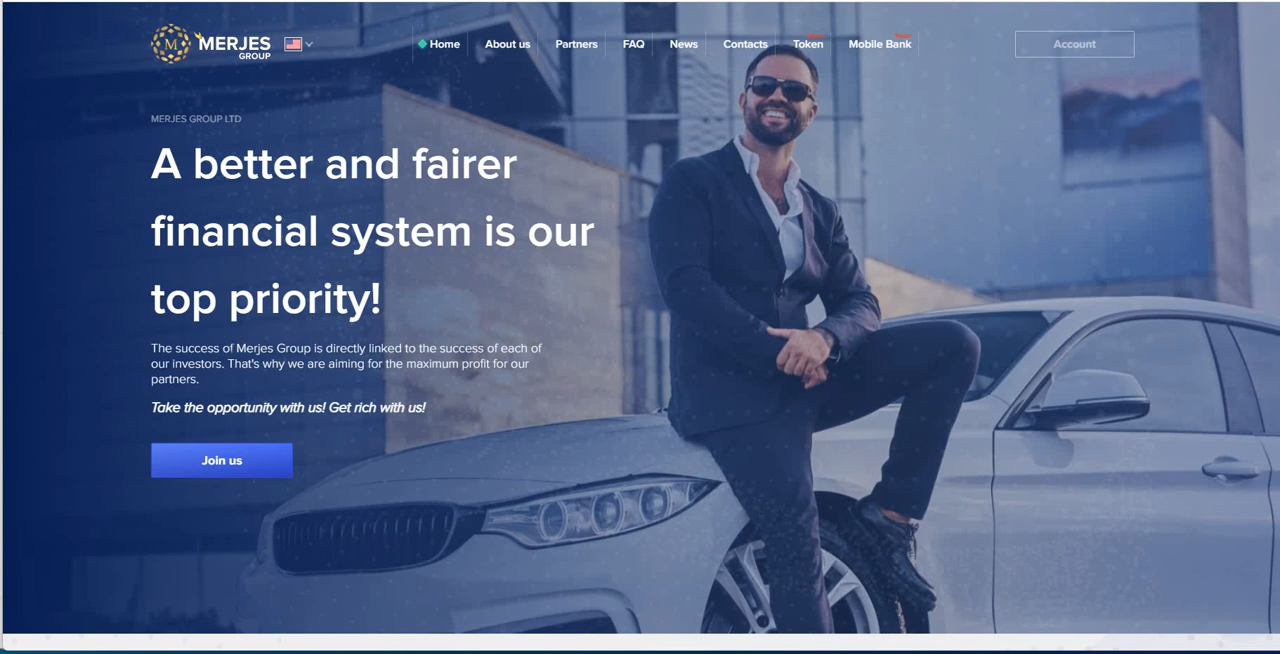 M MERJES
GROUP
Home
About us
Partners
FAQ
News
Contacts
Token
Mobile Bank
Account
MERJES GROUP LTD
A better and fairer
financial system is our
top priority!
The success of Merjes Group is directly linked to the success of each of
our investors. That's why we are aiming for the maximum profit for our
partners.
Take the opportunity with us! Get rich with us!
Join us